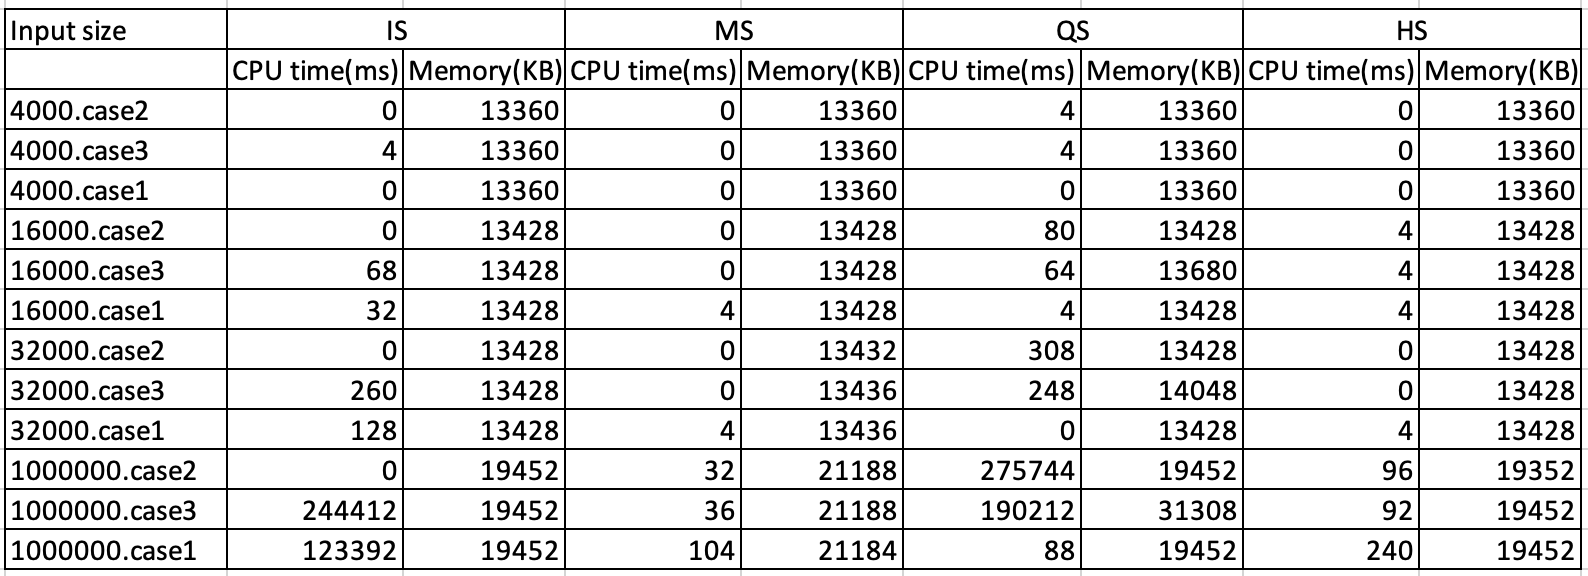 Input size IS MS QS HS
CPU time(ms) Memory(KB) CPU time(ms) Memory(KB) CPU time(ms) Memory(KB) CPU time(ms) Memory(KB)
4000.case2 0 13360 0 13360 4 13360 0 13360
4000.case3 4 13360 0 13360 4 13360 0 13360
4000.case1 0 13360 0 13360 0 13360 0 13360
16000.case2 0 13428 0 13428 80 13428 4 13428
16000.case3 68 13428 0 13428 64 13680 4 13428
16000.case1 32 13428 4 13428 4 13428 4 13428
32000.case2 0 13428 0 13432 308 13428 0 13428
32000.case3 260 13428 0 13436 248 14048 0 13428
32000.case1 128 13428 4 13436 0 13428 4 13428
1000000.case2 0 19452 32 21188 275744 19452 96 19352
1000000.case3 244412 19452 36 21188 190212 31308 92 19452
1000000.case1 123392 19452 104 21184 88 19452 240 19452